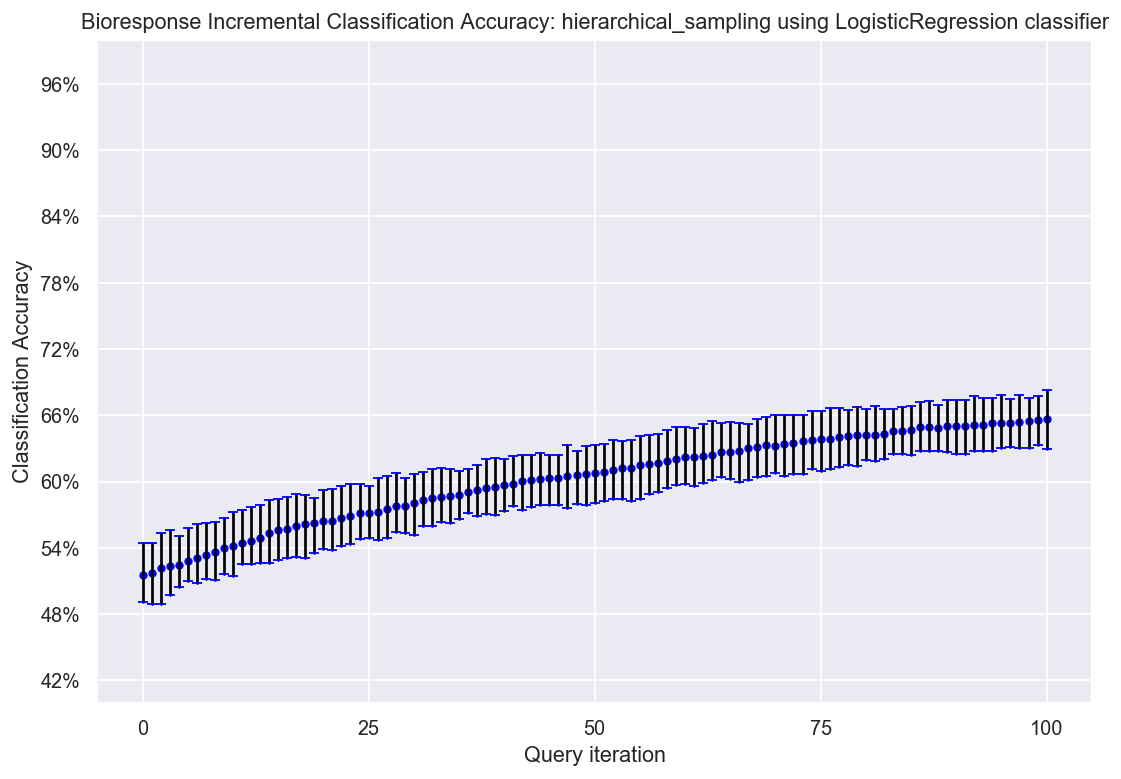 Bioresponse Incremental Classification Accuracy: hierarchical_sampling using LogisticRegression classifier
96%
90%
84%
78%
72%
66%
60%
54%
48%
42%
Classification Accuracy
0 25 50 75 100
Query iteration